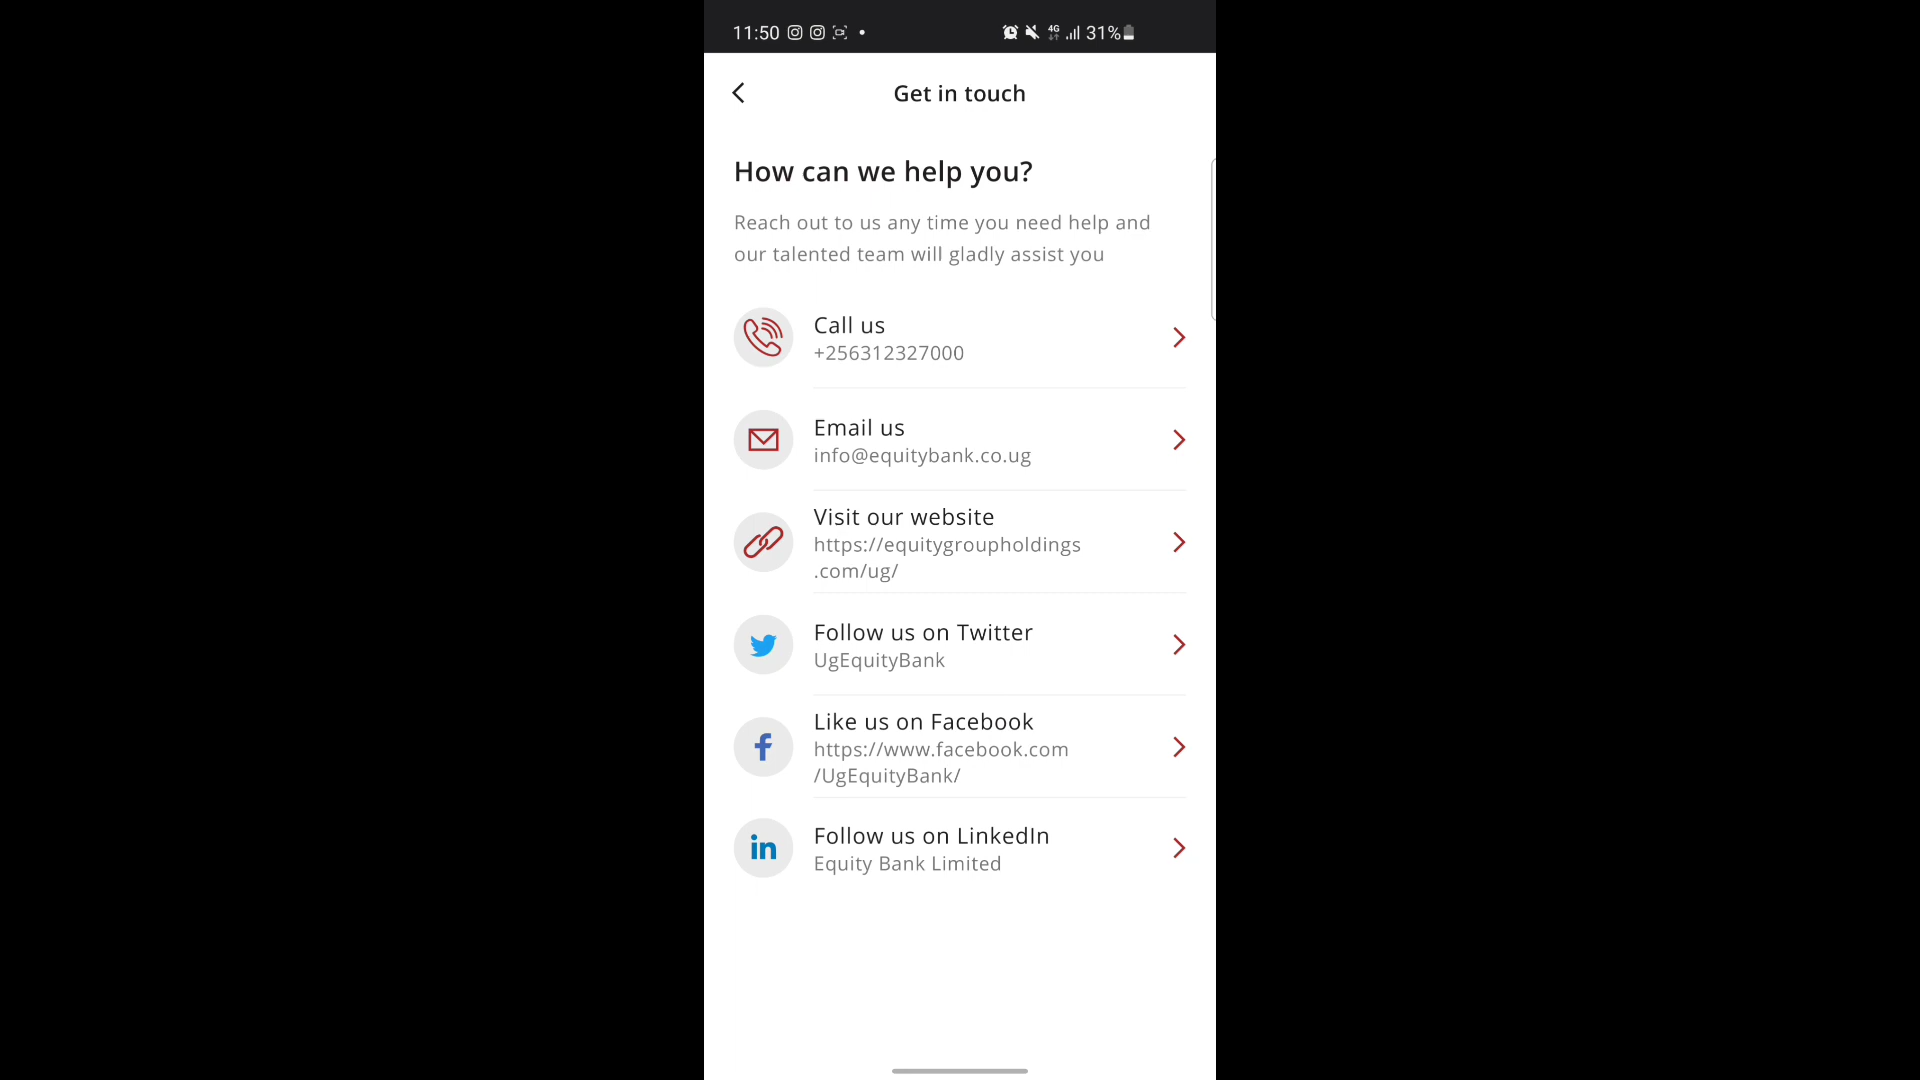 11:50 4G 31%
Get in touch
How can we help you?
Reach out to us any time you need help and
our talented team will gladly assist you
Call us
+256312327000
Email us
info@equitybank.co.ug
Visit our website
https://equitygroupholdings
.com/ug/
Follow us on Twitter
UgEquityBank
Like us on Facebook
https://www.facebook.com
/UgEquityBank/
Follow us on LinkedIn
Equity Bank Limited